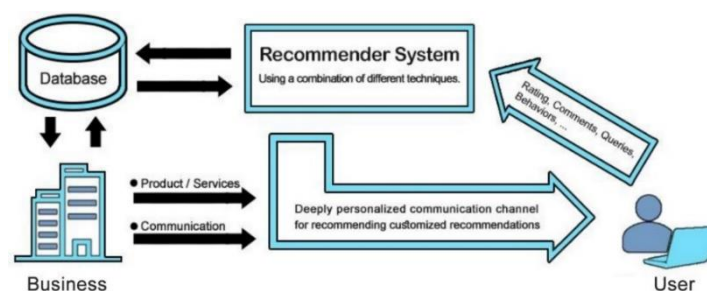 Recommender System
Using a combination of different techniques.
Database
Rating, Comments, Queries,
Behaviors, ...
● Product / Services
● Communication
Deeply personalized communication channel
for recommending customized recommendations
Business
User